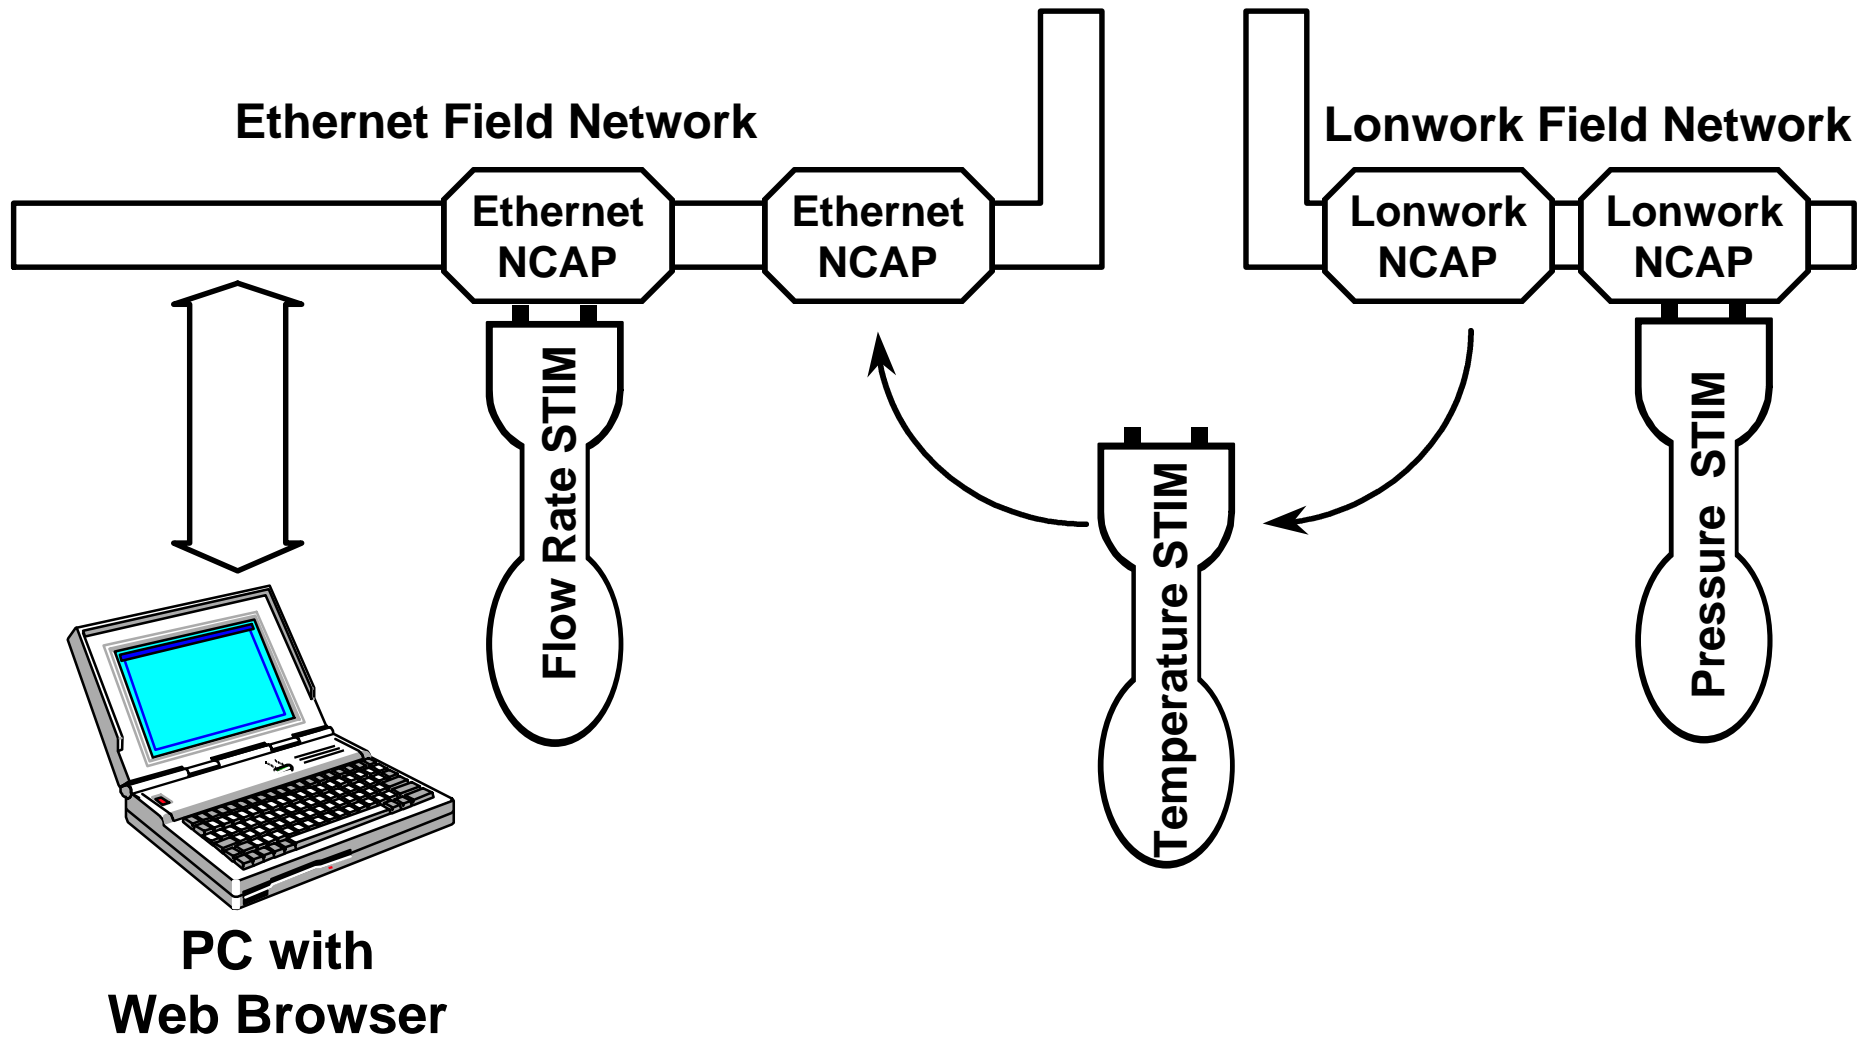 Ethernet Field Network
Lonwork Field Network
Ethernet
NCAP
Ethernet
NCAP
Lonwork
NCAP
Lonwork
NCAP
Flow Rate STIM
Temperature STIM
Pressure STIM
PC with
Web Browser